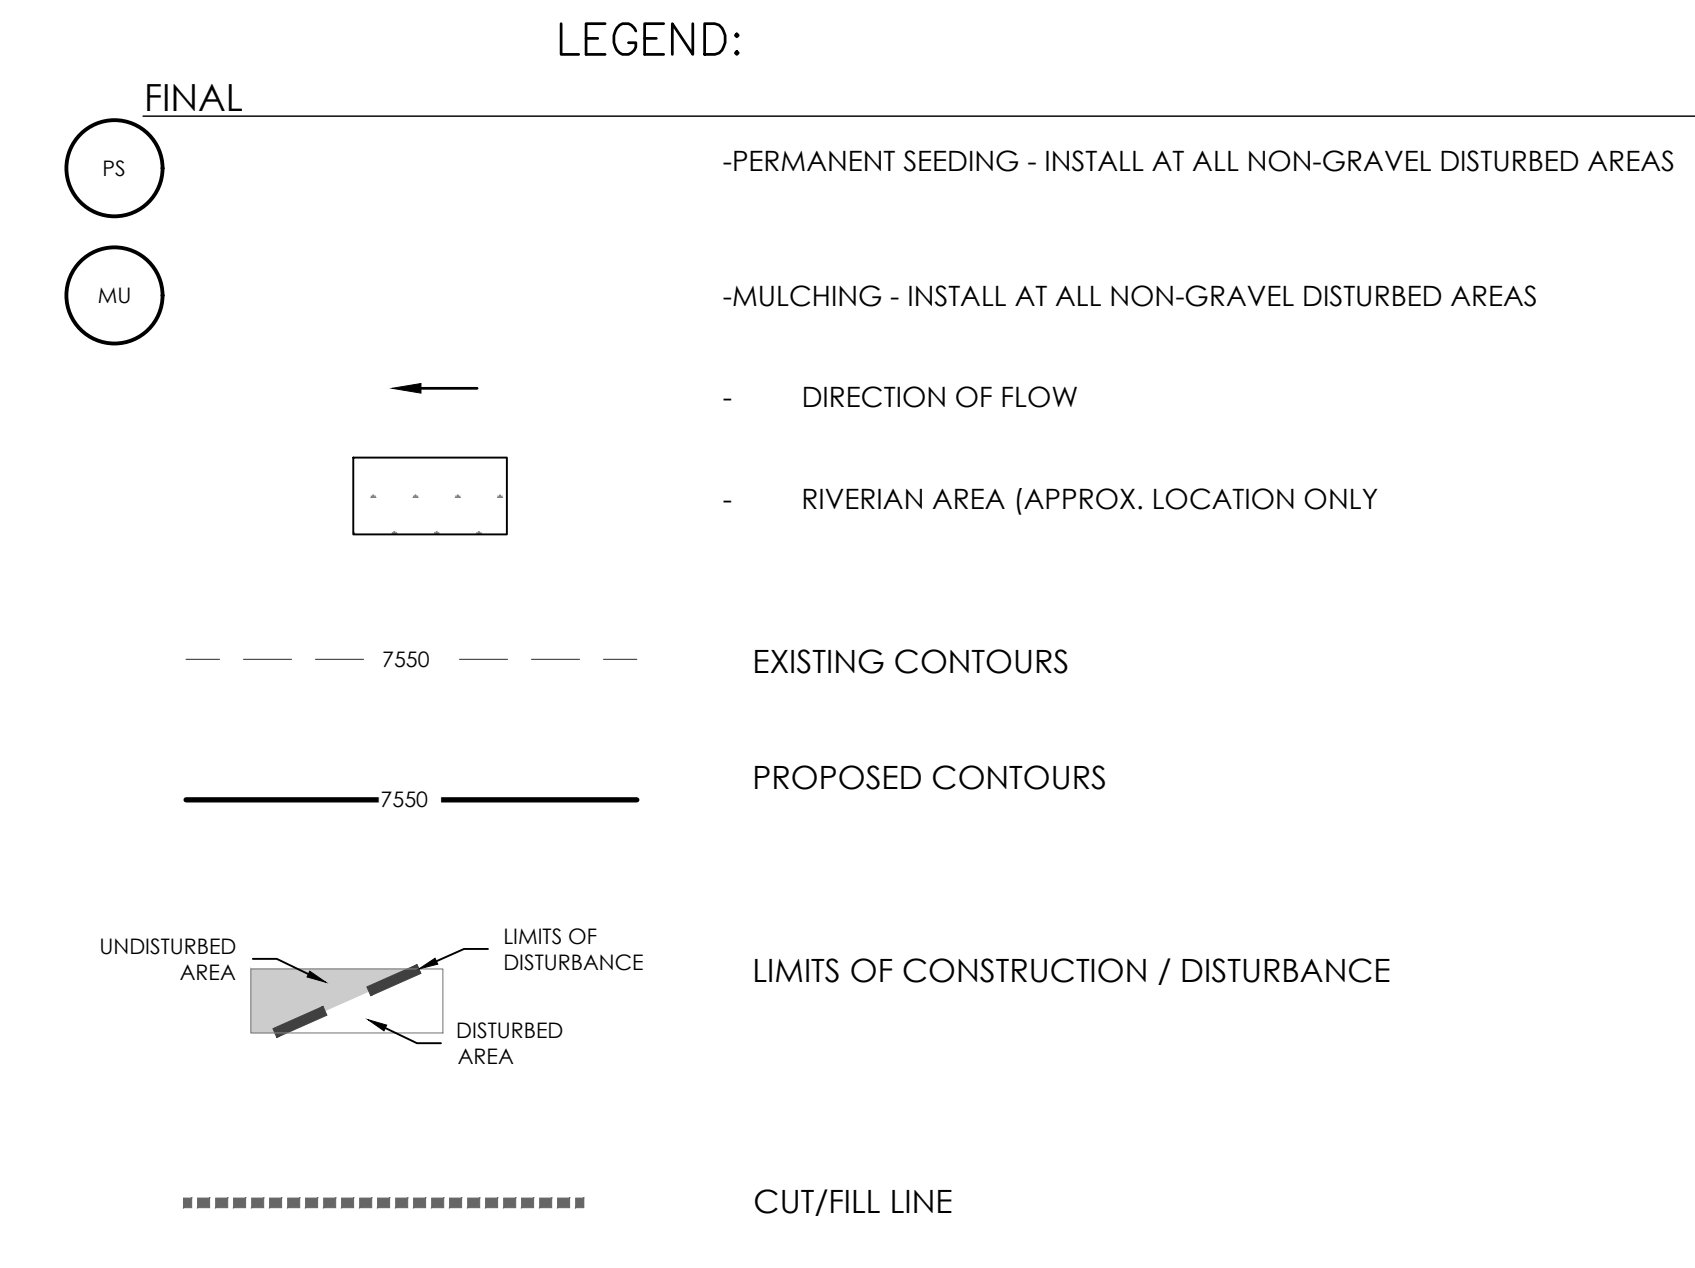 LEGEND:
FINAL
PS
-PERMANENT SEEDING - INSTALL AT ALL NON-GRAVEL DISTURBED AREAS
MU
-MULCHING - INSTALL AT ALL NON-GRAVEL DISTURBED AREAS
- DIRECTION OF FLOW
- RIVERIAN AREA (APPROX. LOCATION ONLY
7550
EXISTING CONTOURS
7550
PROPOSED CONTOURS
UNDISTURBED
AREA
LIMITS OF
DISTURBANCE
DISTURBED
AREA
LIMITS OF CONSTRUCTION / DISTURBANCE
CUT/FILL LINE